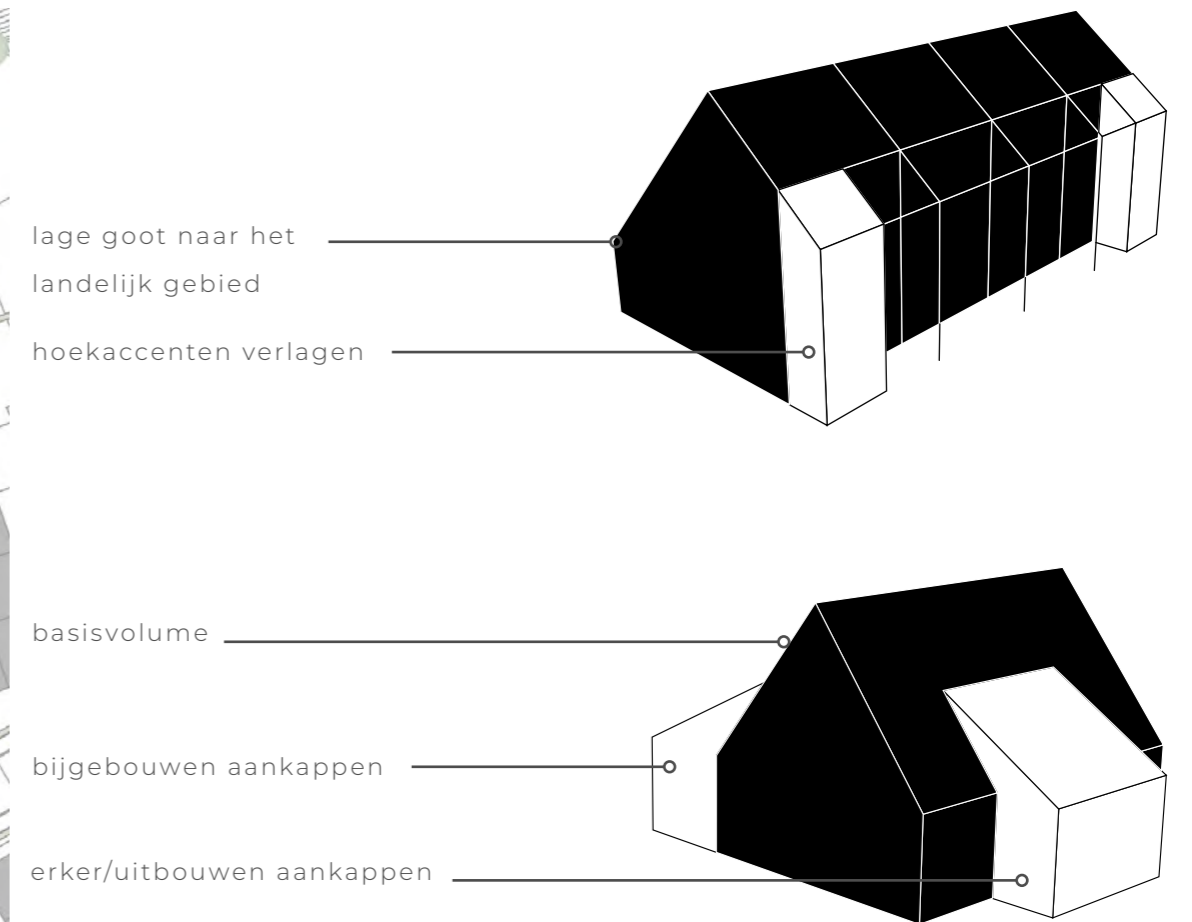 lage goot naar het
landelijk gebied
hoekaccenten verlagen
basisvolume
bijgebouwen aankappen
erker/uitbouwen aankappen